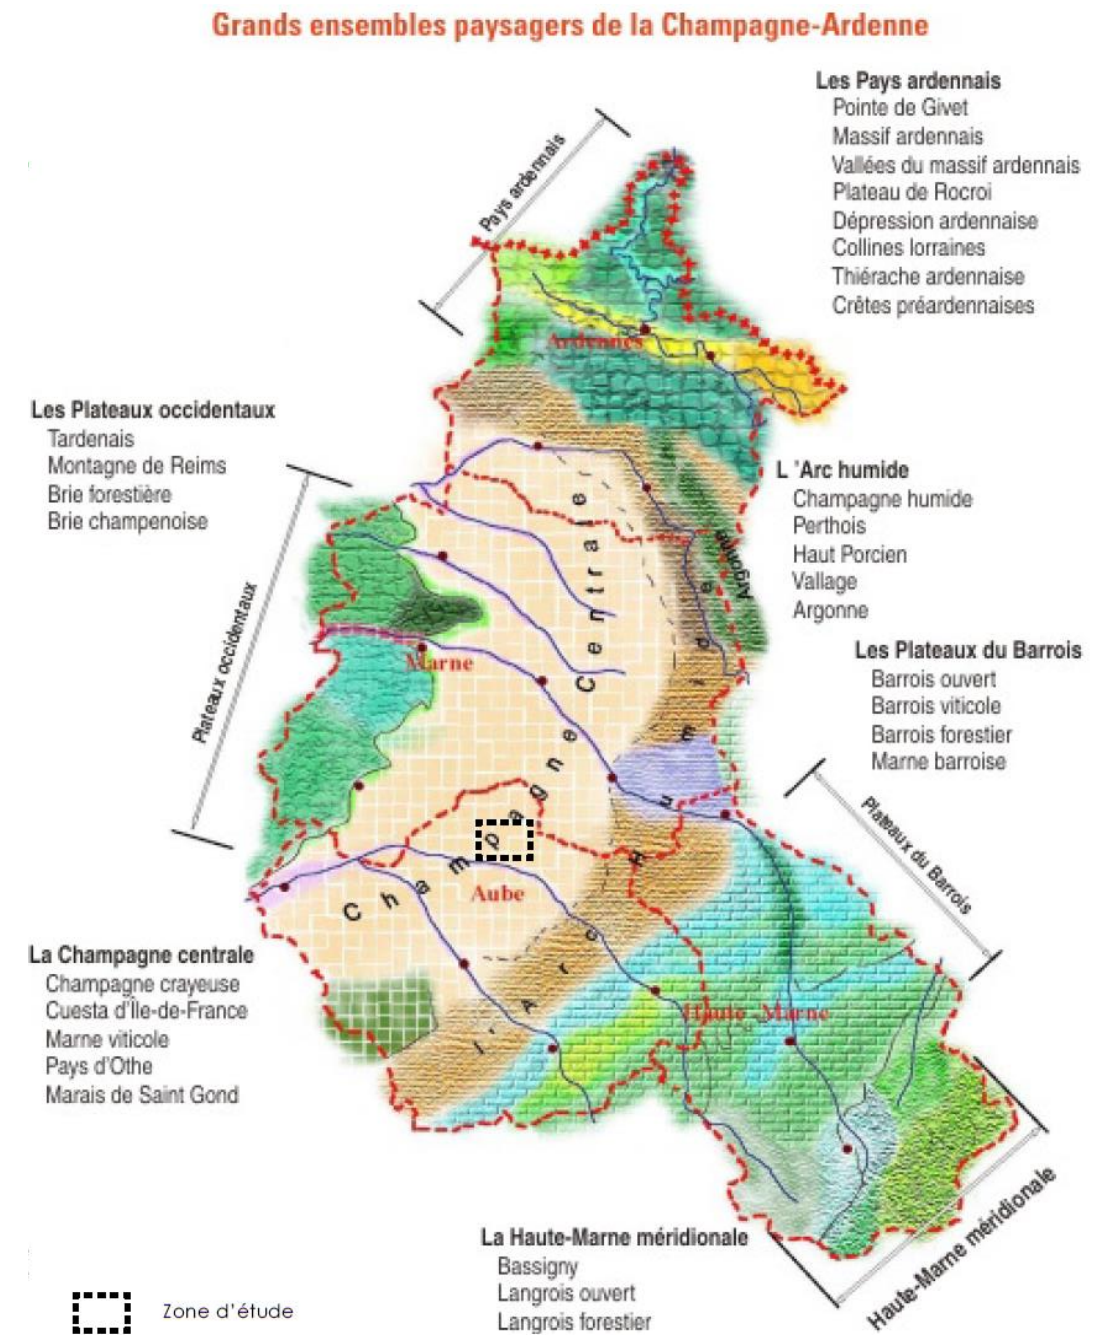 Grands ensembles paysagers de la Champagne-Ardenne
Les Pays ardennais
Pointe de Givet
Massif ardennais
Vallées du massif ardennais
Plateau de Rocroi
Dépression ardennaise
Collines lorraines
Thiérache ardennaise
Crêtes préardennaises
Pays ardennais
Ardennes
Les Plateaux occidentaux
Tardenais
Montagne de Reims
Brie forestière
Brie champenoise
Plateaux occidentaux
L 'Arc humide
Champagne humide
Perthois
Haut Porcien
Vallage
Argonne
Argonne
Marne
Champagne Centrale
l'Arc Humide
Les Plateaux du Barrois
Barrois ouvert
Barrois viticole
Barrois forestier
Marne barroise
Plateaux du Barrois
Aube
Haute -Marne
La Champagne centrale
Champagne crayeuse
Cuesta d'Île-de-France
Marne viticole
Pays d'Othe
Marais de Saint Gond
La Haute-Marne méridionale
Bassigny
Langrois ouvert
Langrois forestier
Haute-Marne méridionale
Zone d'étude